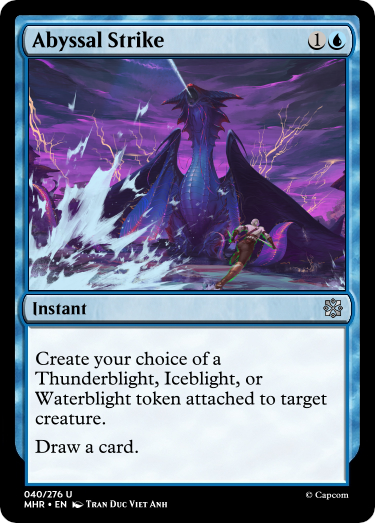 Abyssal Strike 1
Instant
Create your choice of a
Thunderblight, Iceblight, or
Waterblight token attached to target
creature.
Draw a card.
040/276 U
MHR • EN Tran Duc Viet Anh
© Capcom